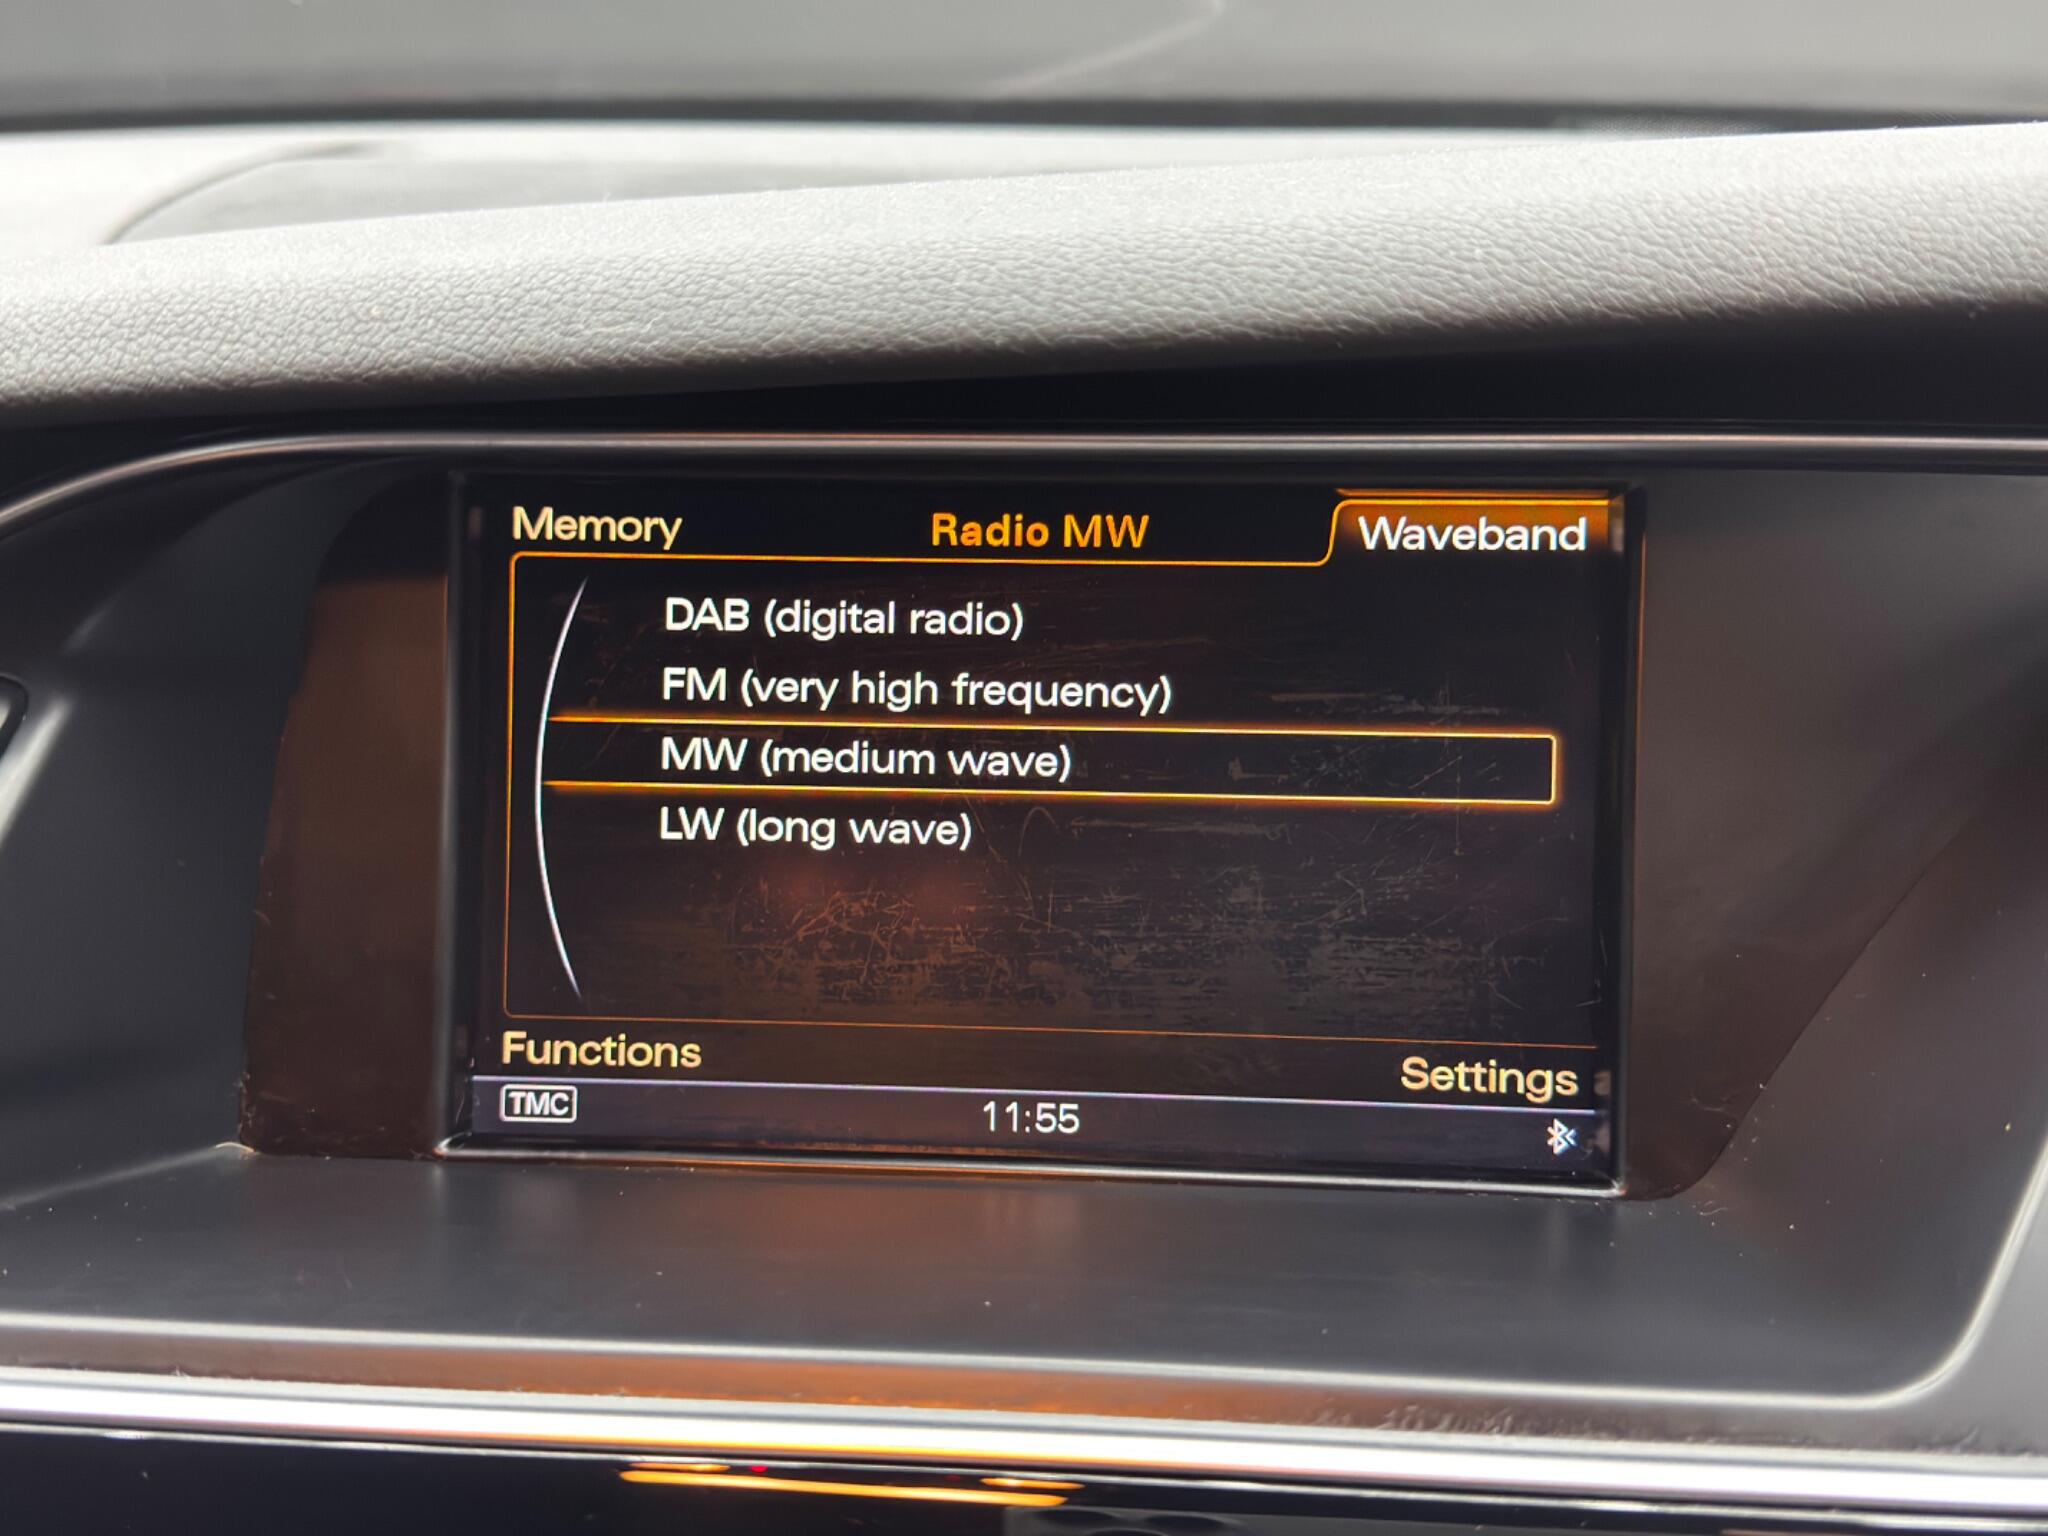 Memory
Radio MW
Waveband
DAB (digital radio)
FM (very high frequency)
MW (medium wave)
LW (long wave)
Functions
Settings
TMC
11:55